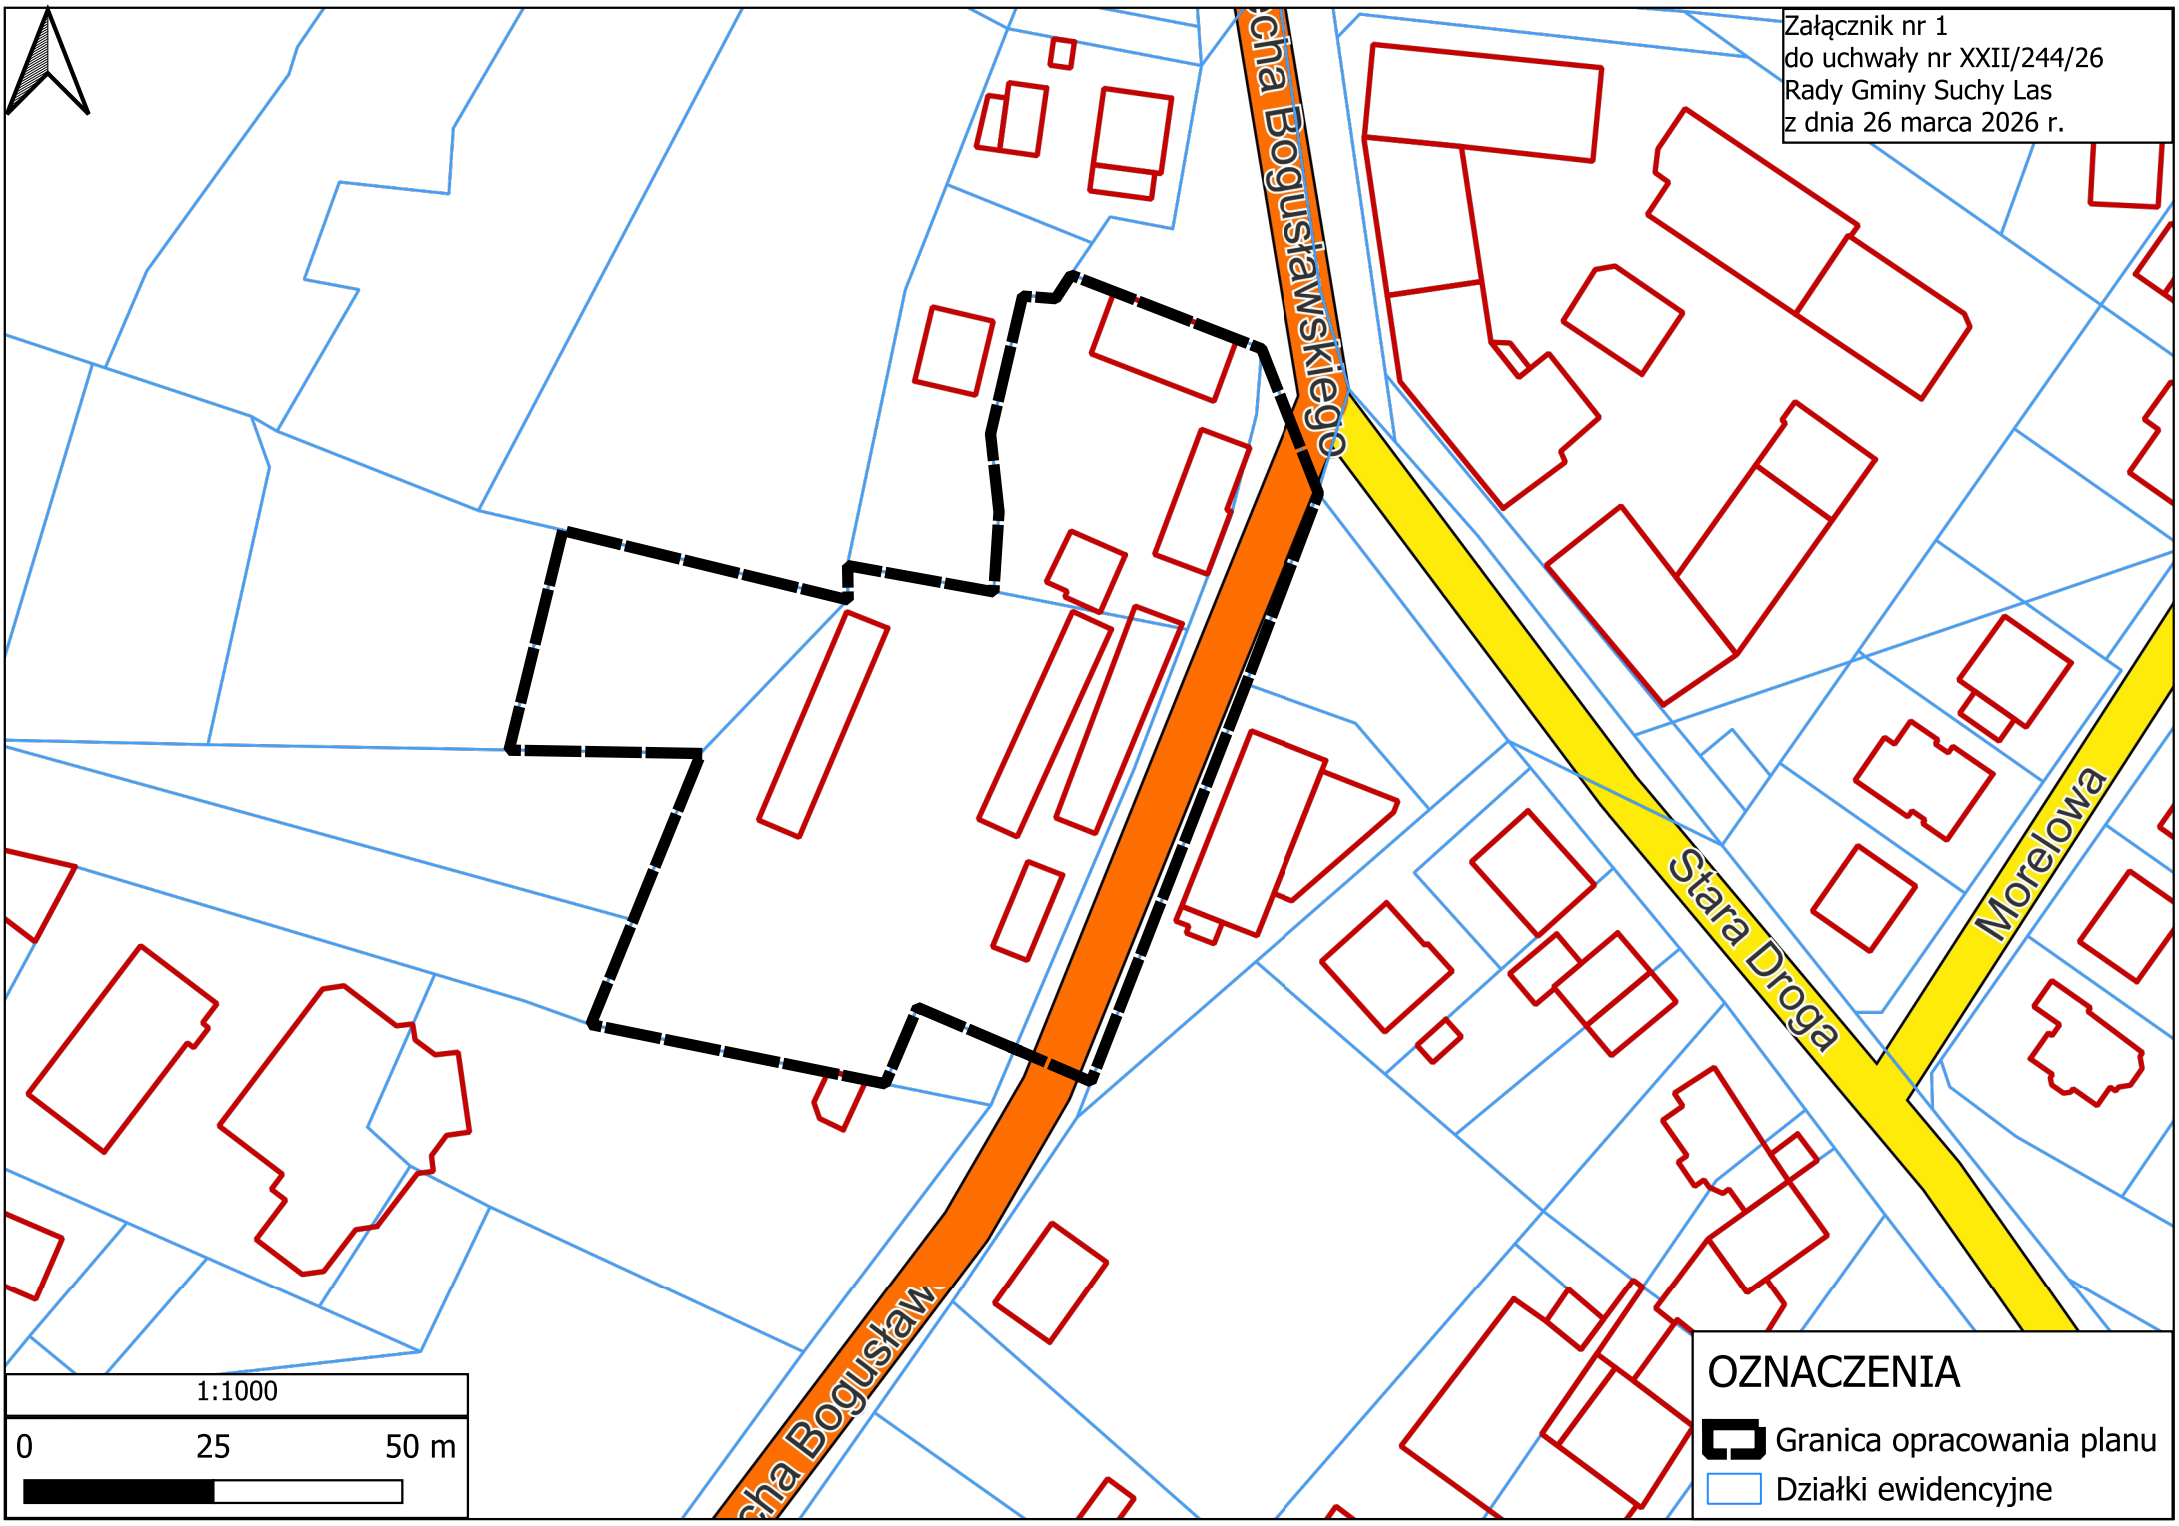 Załącznik nr 1
do uchwały nr XXII/244/26
Rady Gminy Suchy Las
z dnia 26 marca 2026 r.
echa Bogusławskiego
Morelowa
Stara Droga
cha Bogusław
1:1000
0 25 50 m
OZNACZENIA
Granica opracowania planu
Działki ewidencyjne